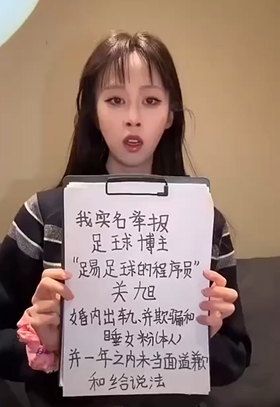 我实名举报
足球博主
“踢足球的程序员”
关旭
婚内出轨、并欺骗和
睡女粉(本人)
并一年之内未当面道歉
和给说法